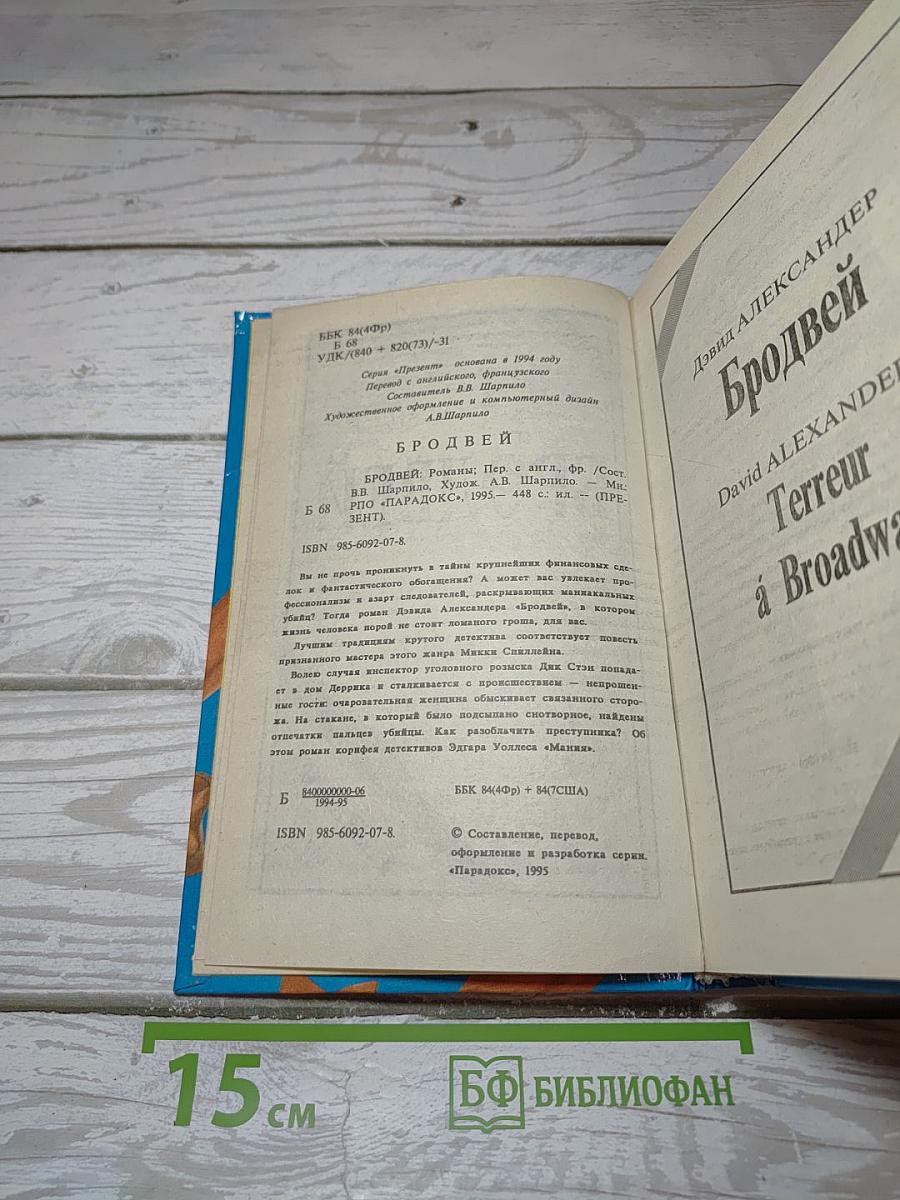 ББК 84(4Фр)
Б 68
УДК/(840 + 820(73)/-31
Серия «Презент» основана в 1994 году
Перевод с английского, французского
Составитель В.В. Шарпило
Художественное оформление и компьютерный дизайн
А.В.Шарпило
БРОДВЕЙ
БРОДВЕЙ: Романы; Пер. с англ., фр. /Сост.
В.В. Шарпило, Худож. А.В. Шарпило. — Мн.:
Б 68 РПО «ПАРАДОКС», 1995.— 448 с.: ил. -- (ПРЕ-
ЗЕНТ).
ISBN 985-6092-07-8.
Вы не прочь проникнуть в тайны крупнейших финансовых сде-
лок и фантастического обогащения? А может вас увлекает про-
фессионализм и азарт следователей, раскрывающих маниакальных
убийц? Тогда роман Дэвида Александера «Бродвей», в котором
жизнь человека порой не стоит ломаного гроша, для вас.
Лучшим традициям крутого детектива соответствует повесть
признанного мастера этого жанра Микки Спиллейна.
Волею случая инспектор уголовного розыска Дик Стэн попада-
ет в дом Деррика и сталкивается с происшествием — непрошен-
ные гости: очаровательная женщина обыскивает связанного сторо-
жа. На стакане, в который было подсыпано снотворное, найдены
отпечатки пальцев убийцы. Как разоблачить преступника? Об
этом роман корифея детективов Эдгара Уоллеса «Мания».
Б 8400000000-06
1994-95
ББК 84(4Фр) + 84(7США)
ISBN 985-6092-07-8.
© Составление, перевод,
оформление и разработка серии.
«Парадокс», 1995
Дэвид АЛЕКСАНДЕР
Бродвей
David ALEXANDER
Terreur
á Broadwa
15 см
БФ БИБЛИОФАН